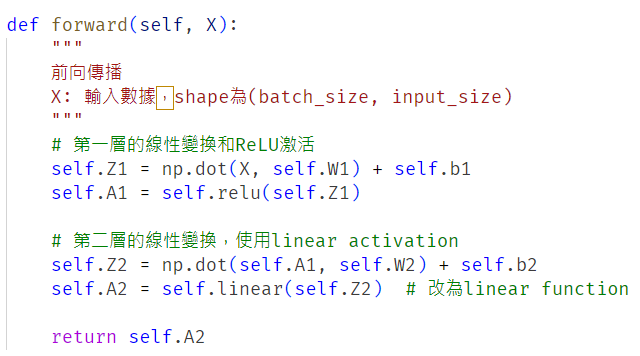 def forward(self, X):
"""
前向傳播
X: 輸入數據，shape為(batch_size, input_size)
"""
# 第一層的線性變換和ReLU激活
self.Z1 = np.dot(X, self.W1) + self.b1
self.A1 = self.relu(self.Z1)
# 第二層的線性變換，使用linear activation
self.Z2 = np.dot(self.A1, self.W2) + self.b2
self.A2 = self.linear(self.Z2)  # 改為linear function
return self.A2